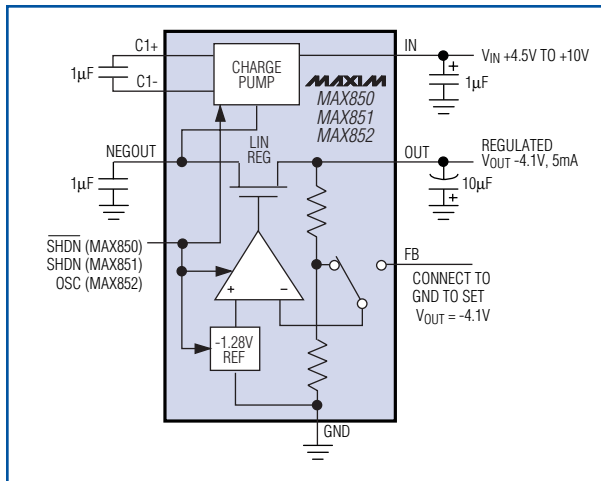 C1+
IN
VIN +4.5V TO +10V
1µF
CHARGE
PUMP
MAXIM
MAX850
MAX851
MAX852
+
1µF
C1-
NEGOUT
LIN
REG
OUT
REGULATED
VOUT -4.1V, 5mA
1µF
10µF
+
SHDN (MAX850)
SHDN (MAX851)
OSC (MAX852)
FB
CONNECT TO
GND TO SET
VOUT = -4.1V
+
–
-1.28V
REF
GND